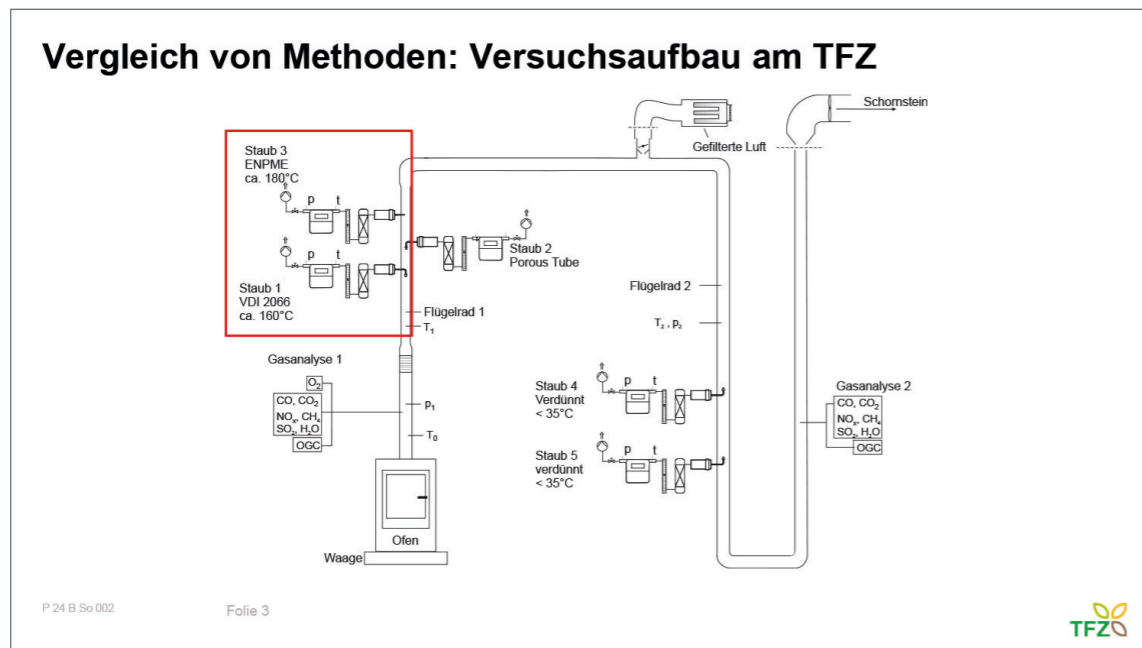 Vergleich von Methoden: Versuchsaufbau am TFZ
Schornstein
Gefilterte Luft
Staub 3
ENPME
ca. 180°C
p t
Staub 2
Porous Tube
p t
Staub 1
VDI 2066
ca. 160°C
Flügelrad 1
T₁
Flügelrad 2
T₂ , p₂
Gasanalyse 1
O₂
CO, CO₂
NOₓ, CH₄
SO₂, H₂O
OGC
p₁
T₀
Staub 4
Verdünnt
< 35°C
p t
Staub 5
verdünnt
< 35°C
p t
Gasanalyse 2
CO, CO₂
NOₓ, CH₄
SO₂, H₂O
OGC
Ofen
Waage
P 24 B So 002
Folie 3
TFZ